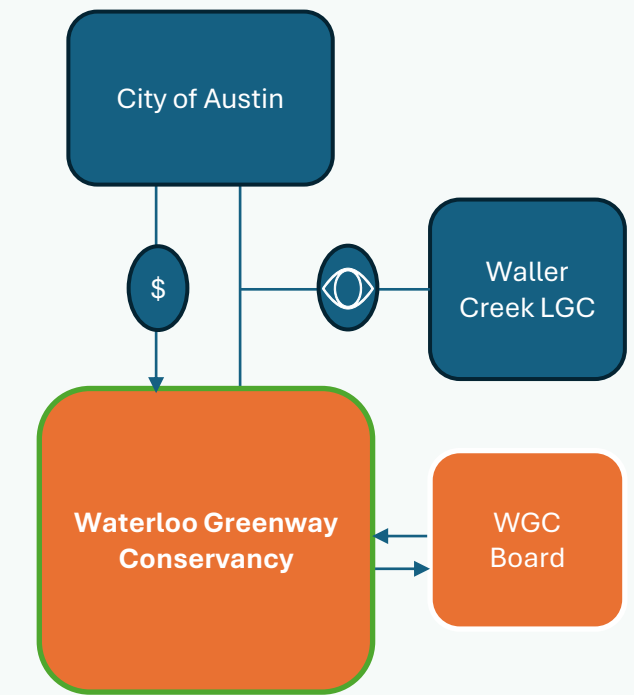 City of Austin
$
Waller
Creek LGC
Waterloo Greenway
Conservancy
WGC
Board